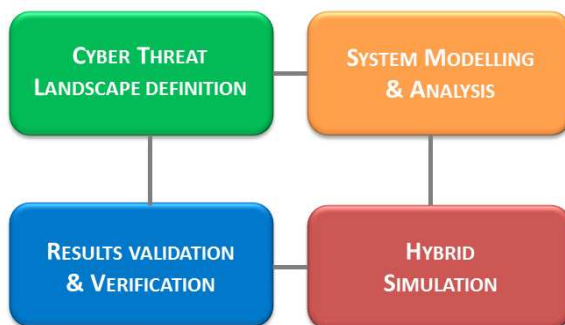 CYBER THREAT
LANDSCAPE DEFINITION
SYSTEM MODELLING
& ANALYSIS
RESULTS VALIDATION
& VERIFICATION
HYBRID
SIMULATION